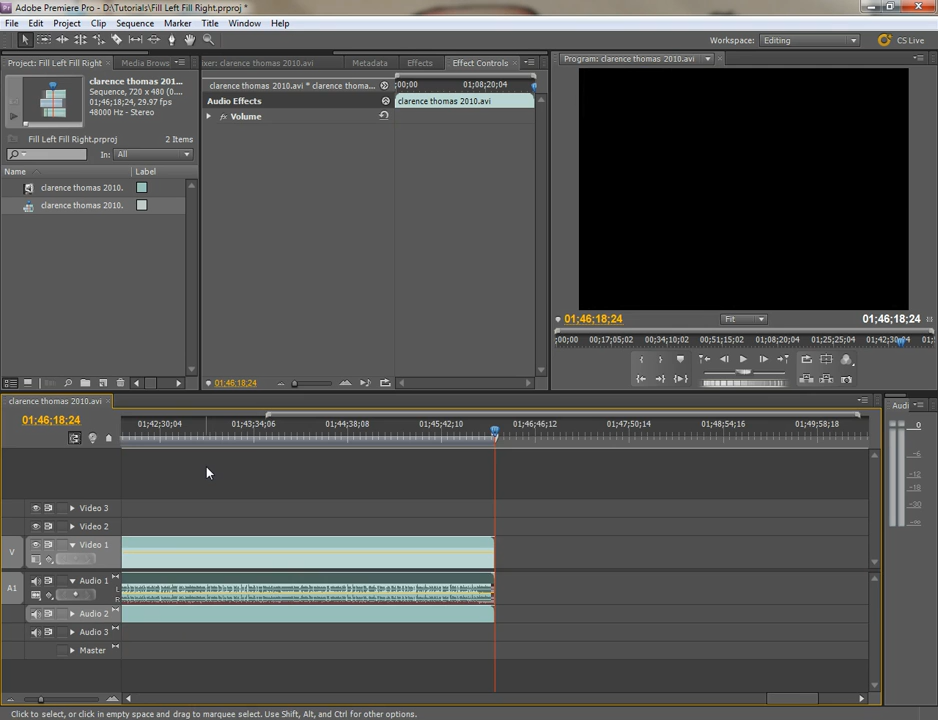 Adobe Premiere Pro - D:\Tutorials\Fill Left Fill Right.prproj *
File Edit Project Clip Sequence Marker Title Window Help
Workspace: Editing CS Live
Project: Fill Left Fill Right Media Brows
clarence thomas 201...
Sequence, 720 x 480 (0....
01;46;18;24, 29.97 fps
48000 Hz - Stereo
Fill Left Fill Right.prproj 2 Items
In: All
Name Label
clarence thomas 2010.
clarence thomas 2010.
ixer: clarence thomas 2010.avi Metadata Effects Effect Controls
clarence thomas 2010.avi * clarence thoma... ;00;00 01;08;20;04
Audio Effects clarence thomas 2010.avi
fx Volume
01;46;18;24
Program: clarence thomas 2010.avi
01;46;18;24 Fit 01;46;18;24
;00;00 00;17;05;02 00;34;10;02 00;51;15;02 01;08;20;04 01;25;25;04 01;42;30;04 01;5
clarence thomas 2010.avi
01;46;18;24
01;42;30;04 01;43;34;06 01;44;38;08 01;45;42;10 01;46;46;12 01;47;50;14 01;48;54;16 01;49;58;18
Video 3
Video 2
V Video 1
A1 Audio 1
L
R
Audio 2
Audio 3
Master
Audi
0
-6
-12
-18
-30
-∞
Click to select, or click in empty space and drag to marquee select. Use Shift, Alt, and Ctrl for other options.